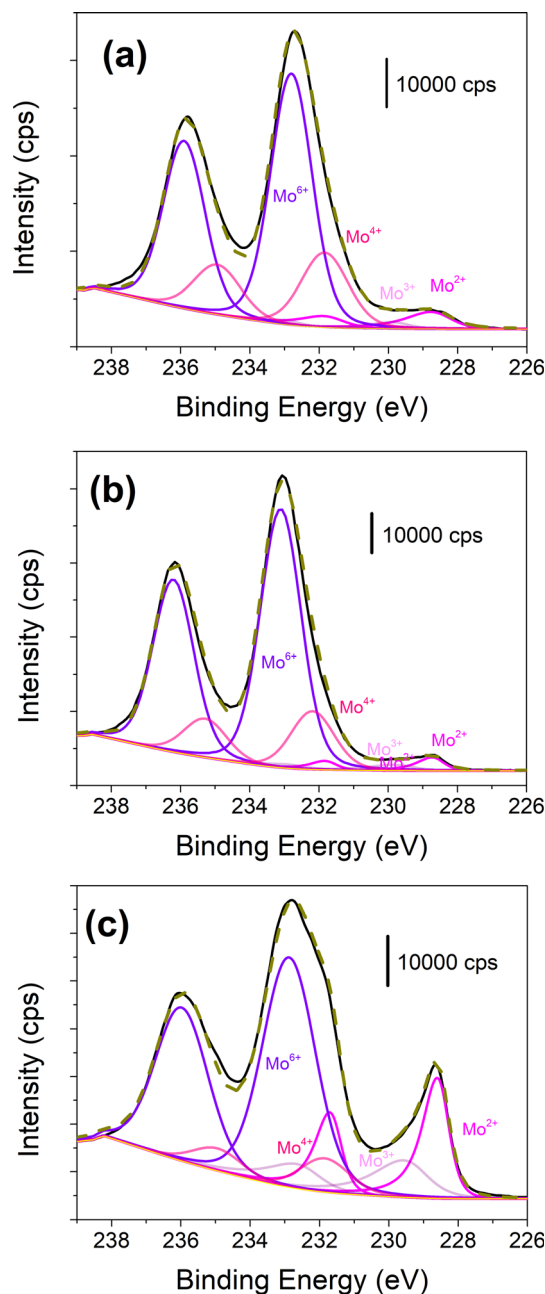 (a)
10000 cps
Mo6+
Mo4+
Mo3+
Mo2+
Intensity (cps)
238 236 234 232 230 228 226
Binding Energy (eV)
(b)
10000 cps
Mo6+
Mo4+
Mo3+
Mo2+
Mo2+
Intensity (cps)
238 236 234 232 230 228 226
Binding Energy (eV)
(c)
10000 cps
Mo6+
Mo4+
Mo3+
Mo2+
Intensity (cps)
238 236 234 232 230 228 226
Binding Energy (eV)